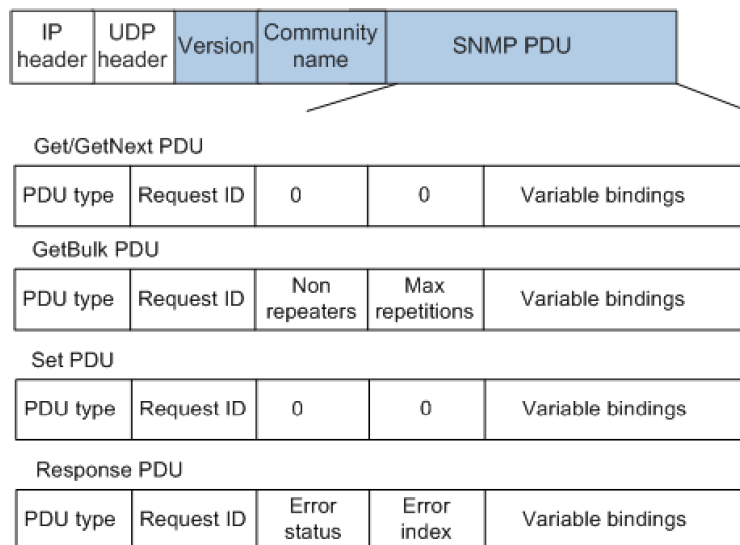 IP header UDP header Version Community name SNMP PDU
Get/GetNext PDU
PDU type Request ID 0 0 Variable bindings
GetBulk PDU
PDU type Request ID Non repeaters Max repetitions Variable bindings
Set PDU
PDU type Request ID 0 0 Variable bindings
Response PDU
PDU type Request ID Error status Error index Variable bindings